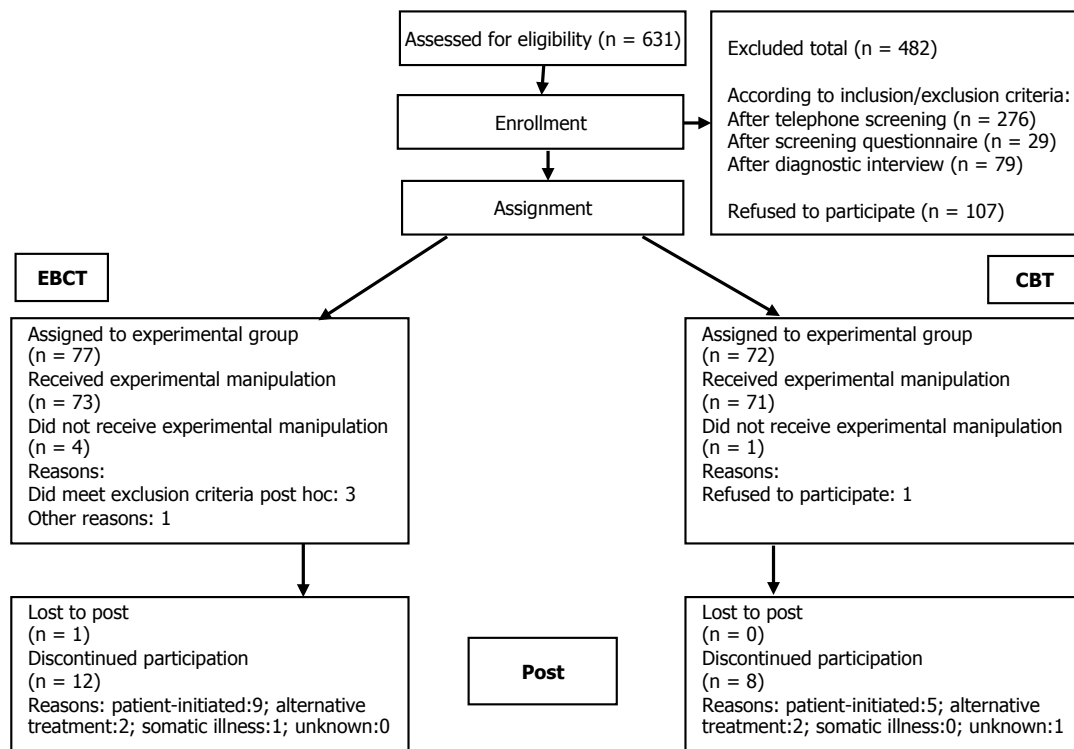 Assessed for eligibility (n = 631)
Excluded total (n = 482)
According to inclusion/exclusion criteria:
After telephone screening (n = 276)
After screening questionnaire (n = 29)
After diagnostic interview (n = 79)
Refused to participate (n = 107)
Enrollment
Assignment
EBCT
CBT
Assigned to experimental group
(n = 77)
Received experimental manipulation
(n = 73)
Did not receive experimental manipulation
(n = 4)
Reasons:
Did meet exclusion criteria post hoc: 3
Other reasons: 1
Assigned to experimental group
(n = 72)
Received experimental manipulation
(n = 71)
Did not receive experimental manipulation
(n = 1)
Reasons:
Refused to participate: 1
Lost to post
(n = 1)
Discontinued participation
(n = 12)
Reasons: patient-initiated:9; alternative
treatment:2; somatic illness:1; unknown:0
Post
Lost to post
(n = 0)
Discontinued participation
(n = 8)
Reasons: patient-initiated:5; alternative
treatment:2; somatic illness:0; unknown:1